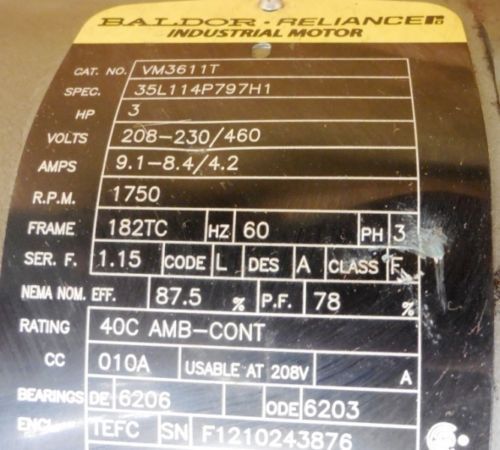 BALDOR · RELIANCE
INDUSTRIAL MOTOR
CAT. NO. VM3611T
SPEC. 35L114P797H1
HP 3
VOLTS 208-230/460
AMPS 9.1-8.4/4.2
R.P.M. 1750
FRAME 182TC HZ 60 PH 3
SER. F. 1.15 CODE L DES A CLASS F
NEMA NOM. EFF. 87.5 % P.F. 78 %
RATING 40C AMB-CONT
CC 010A USABLE AT 208V A
BEARINGS DE 6206 ODE 6203
ENCL TEFC SN F1210243876